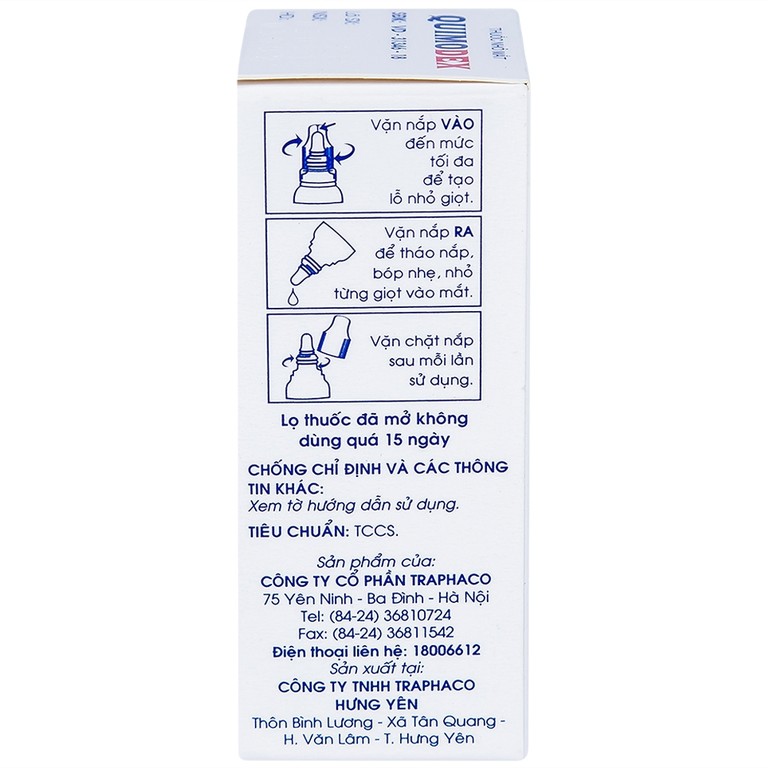 THUỐC NHỎ MẮT
QUIMODEX
Vặn nắp VÀO
đến mức
tối đa
để tạo
lỗ nhỏ giọt.
Vặn nắp RA
để tháo nắp,
bóp nhẹ, nhỏ
từng giọt vào mắt.
Vặn chặt nắp
sau mỗi lần
sử dụng.
Lọ thuốc đã mở không
dùng quá 15 ngày
CHỐNG CHỈ ĐỊNH VÀ CÁC THÔNG
TIN KHÁC:
Xem tờ hướng dẫn sử dụng.
TIÊU CHUẨN: TCCS.
Sản phẩm của:
CÔNG TY CỔ PHẦN TRAPHACO
75 Yên Ninh - Ba Đình - Hà Nội
Tel: (84-24) 36810724
Fax: (84-24) 36811542
Điện thoại liên hệ: 18006612
Sản xuất tại:
CÔNG TY TNHH TRAPHACO
HƯNG YÊN
Thôn Bình Lương - Xã Tân Quang -
H. Văn Lâm - T. Hưng Yên